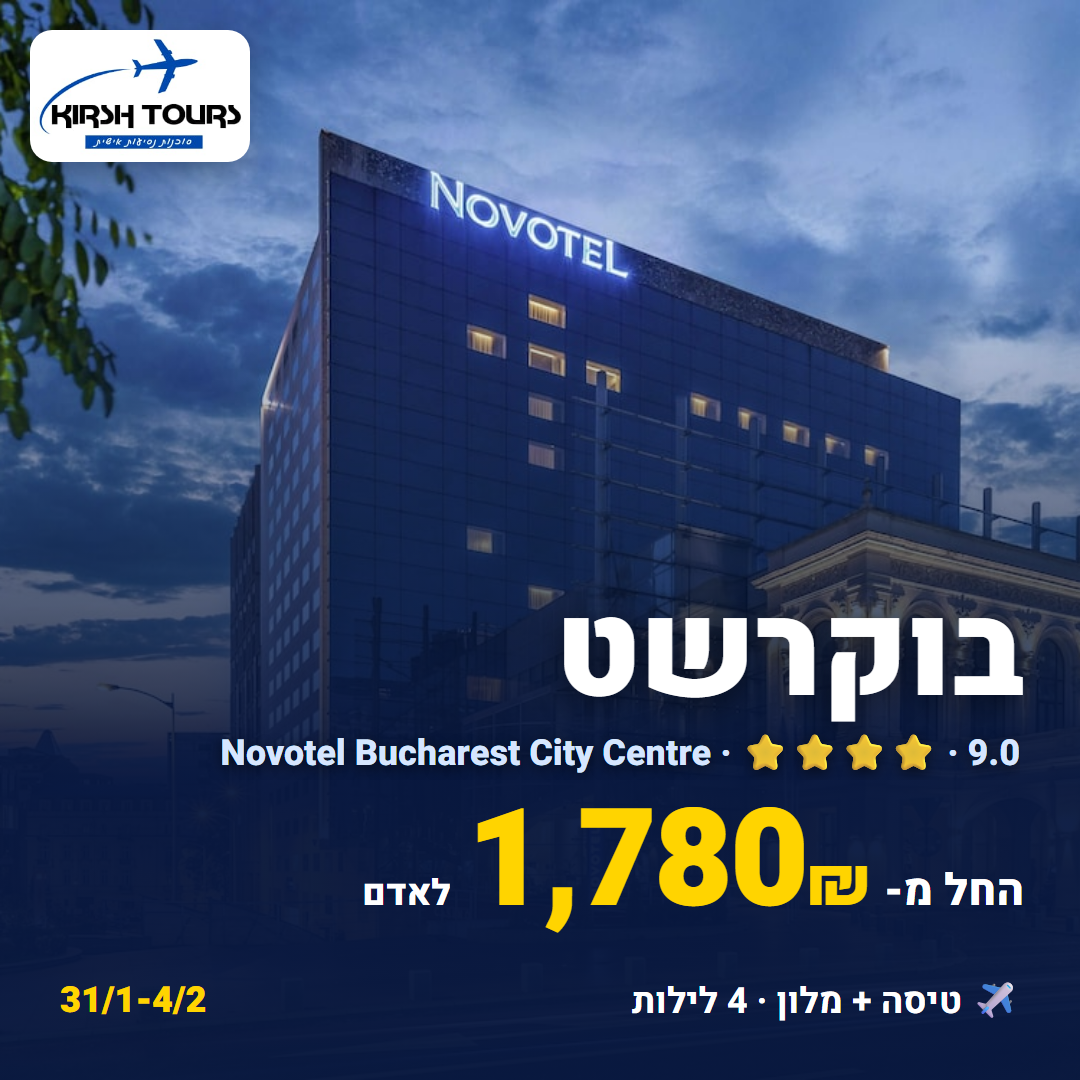 KIRSH TOURS
סוכנות נסיעות אישית
NOVOTEL
בוקרשט
Novotel Bucharest City Centre · ⭐⭐⭐⭐ · 9.0
החל מ- ₪1,780 לאדם
✈️ טיסה + מלון · 4 לילות
31/1-4/2